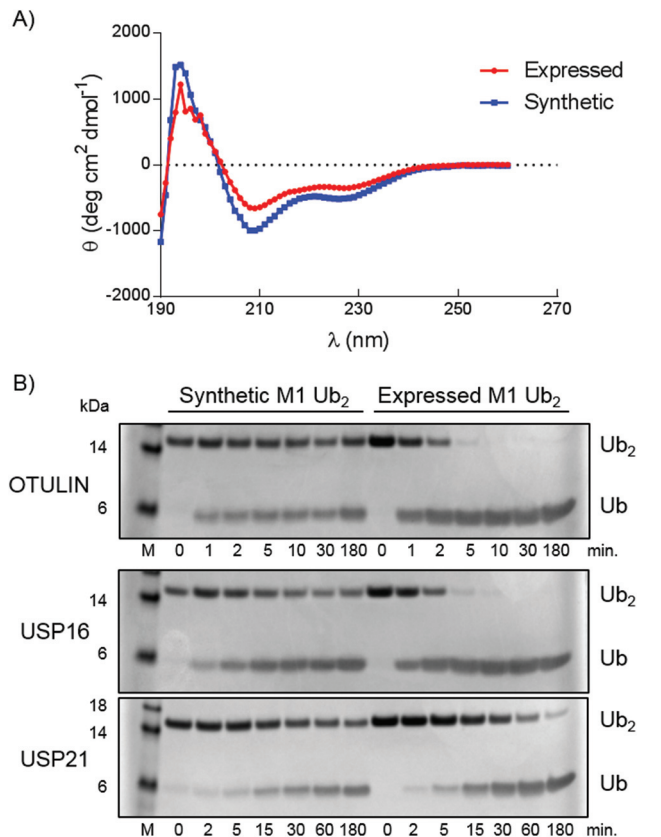 A)
2000
1000
0
-1000
-2000
θ (deg cm² dmol⁻¹)
Expressed
Synthetic
190 210 230 250 270
λ (nm)
B)
kDa
Synthetic M1 Ub₂ Expressed M1 Ub₂
14 Ub₂
OTULIN
6 Ub
M 0 1 2 5 10 30 180 0 1 2 5 10 30 180 min.
14 Ub₂
USP16
6 Ub
18
14 Ub₂
USP21
6 Ub
M 0 2 5 15 30 60 180 0 2 5 15 30 60 180 min.